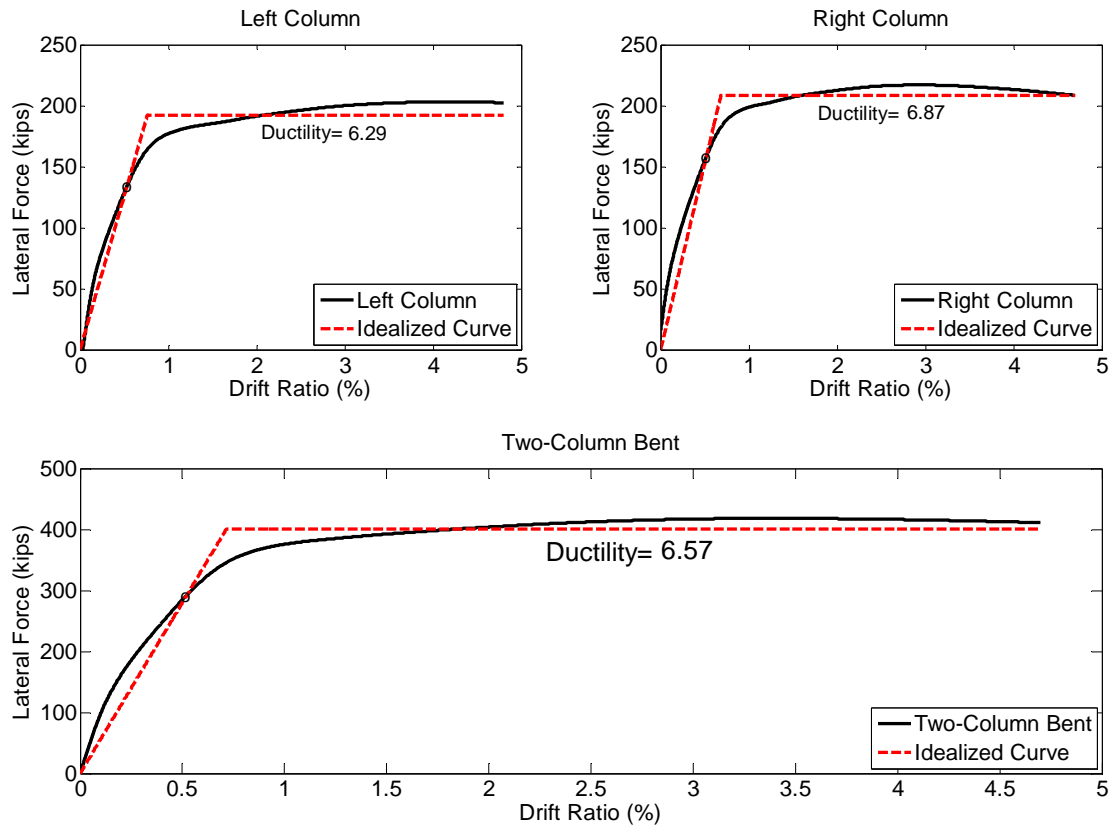 Left Column
250
200
150
100
50
0
Lateral Force (kips)
Ductility= 6.29
Left Column
Idealized Curve
0 1 2 3 4 5
Drift Ratio (%)
Right Column
250
200
150
100
50
0
Lateral Force (kips)
Ductility= 6.87
Right Column
Idealized Curve
0 1 2 3 4 5
Drift Ratio (%)
Two-Column Bent
500
400
300
200
100
0
Lateral Force (kips)
Ductility= 6.57
Two-Column Bent
Idealized Curve
0 0.5 1 1.5 2 2.5 3 3.5 4 4.5 5
Drift Ratio (%)